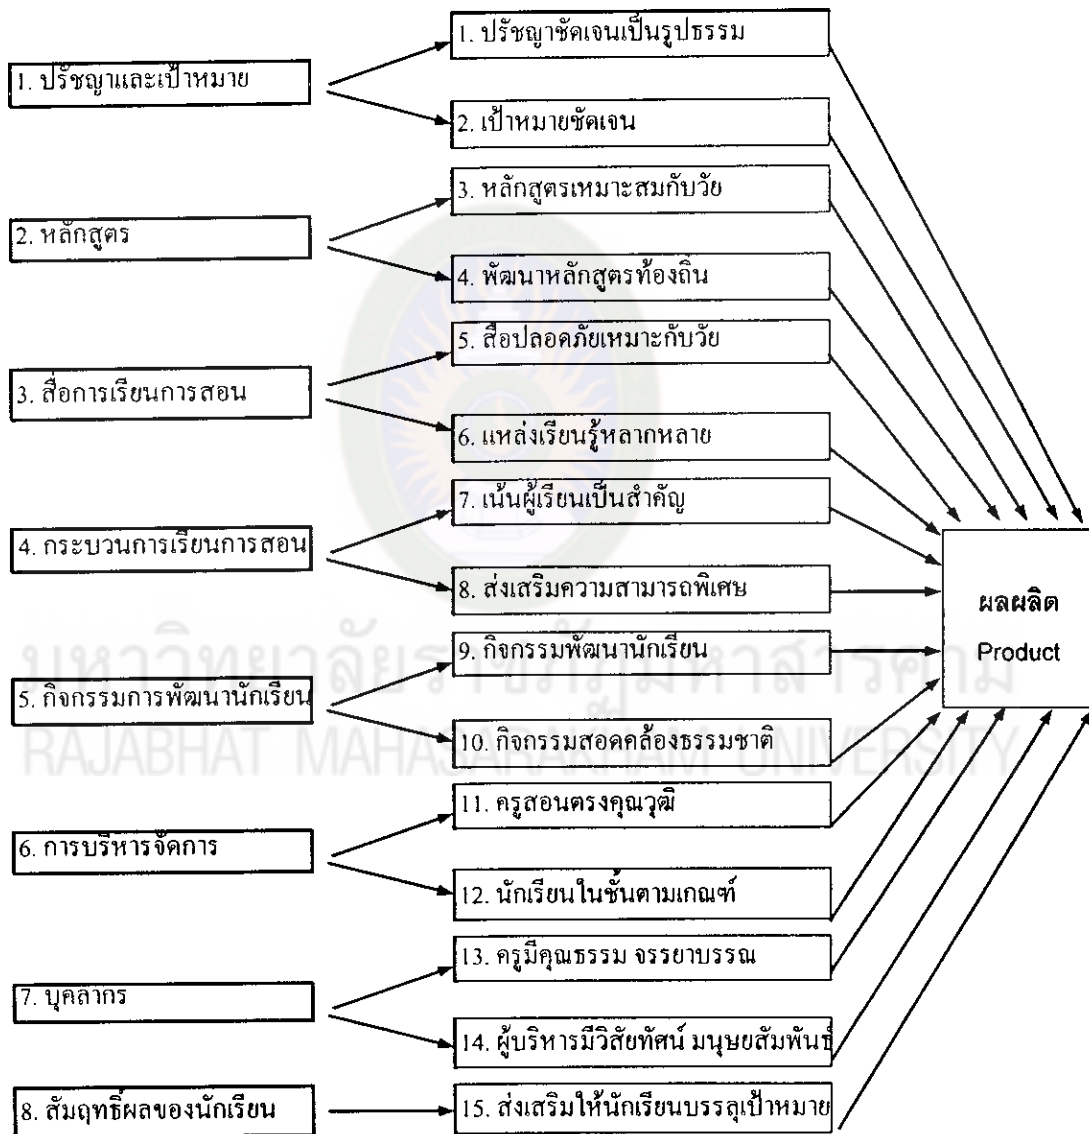 1. ปรัชญาและเป้าหมาย
1. ปรัชญาชัดเจนเป็นรูปธรรม
2. เป้าหมายชัดเจน
2. หลักสูตร
3. หลักสูตรเหมาะสมกับวัย
4. พัฒนาหลักสูตรท้องถิ่น
3. สื่อการเรียนการสอน
5. สื่อปลอดภัยเหมาะกับวัย
6. แหล่งเรียนรู้หลากหลาย
4. กระบวนการเรียนการสอน
7. เน้นผู้เรียนเป็นสำคัญ
8. ส่งเสริมความสามารถพิเศษ
5. กิจกรรมการพัฒนานักเรียน
9. กิจกรรมพัฒนานักเรียน
10. กิจกรรมสอดคล้องธรรมชาติ
6. การบริหารจัดการ
11. ครูสอนตรงคุณวุฒิ
12. นักเรียนในชั้นตามเกณฑ์
7. บุคลากร
13. ครูมีคุณธรรม จรรยาบรรณ
14. ผู้บริหารมีวิสัยทัศน์ มนุษยสัมพันธ์
8. สัมฤทธิ์ผลของนักเรียน
15. ส่งเสริมให้นักเรียนบรรลุเป้าหมาย
ผลผลิต
Product
มหาวิทยาลัยราชภัฏมหาสารคาม
RAJABHAT MAHASARAKHAM UNIVERSITY